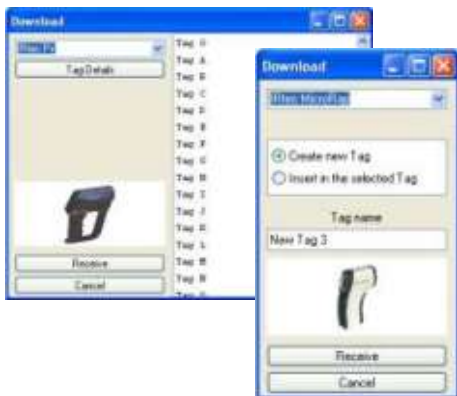 Download
Tag Details
Receive
Cancel
Tag
Tag A
Tag B
Tag C
Tag D
Tag E
Tag F
Tag G
Tag H
Tag I
Tag J
Tag K
Tag L
Tag M
Tag N
Download
MicroRay
Create new Tag
Insert in the selected Tag
Tag name
New Tag 3
Receive
Cancel